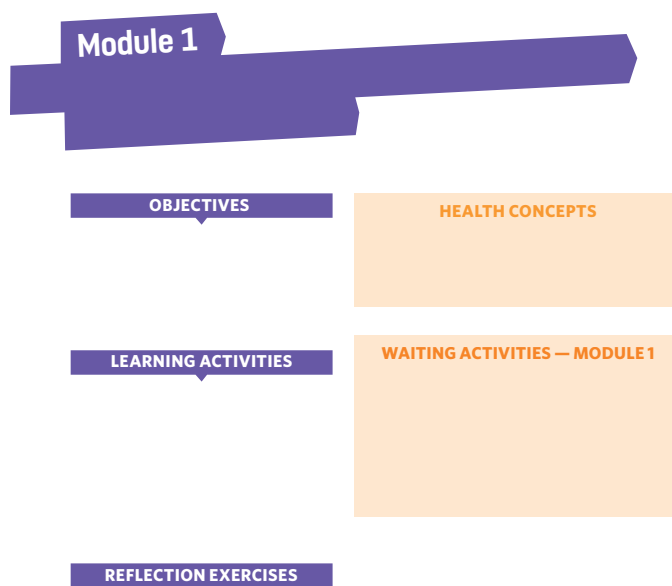 Module 1
OBJECTIVES
HEALTH CONCEPTS
LEARNING ACTIVITIES
WAITING ACTIVITIES — MODULE 1
REFLECTION EXERCISES